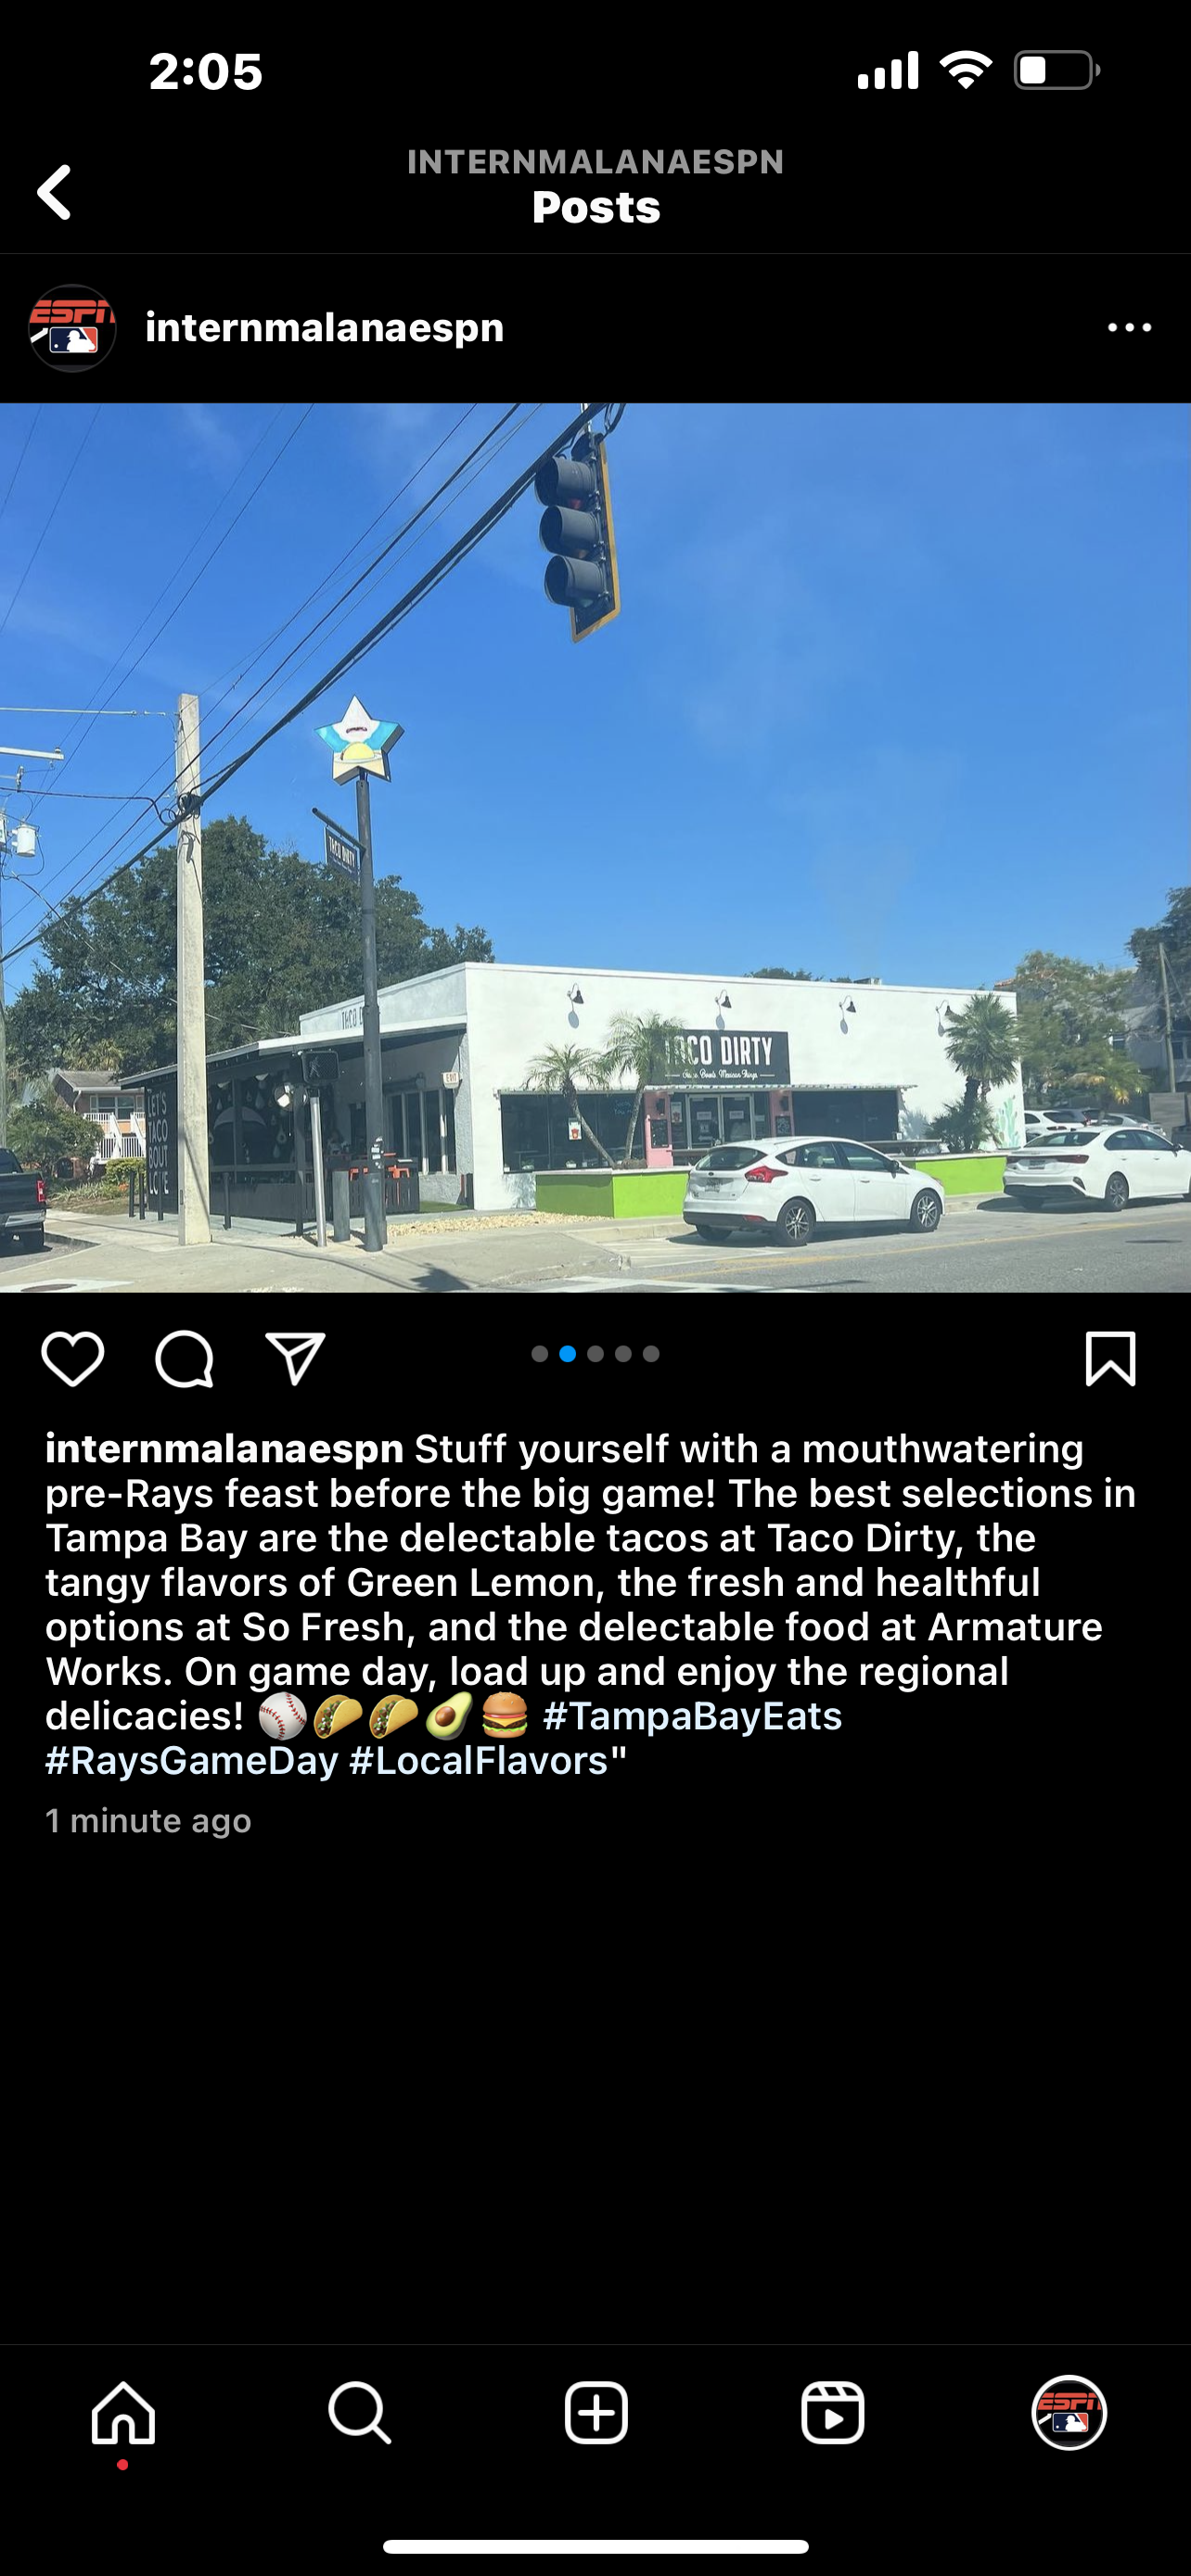 2:05
INTERNMALANAESPN
Posts
ESPN
internmalanaespn
TACO DIRTY
TACO
TACO DIRTY
LET'S
TACO
BOUT
LOVE
internmalanaespn Stuff yourself with a mouthwatering
pre-Rays feast before the big game! The best selections in
Tampa Bay are the delectable tacos at Taco Dirty, the
tangy flavors of Green Lemon, the fresh and healthful
options at So Fresh, and the delectable food at Armature
Works. On game day, load up and enjoy the regional
delicacies! ⚾🌮🌮🥑🍔 #TampaBayEats
#RaysGameDay #LocalFlavors"
1 minute ago
ESPN